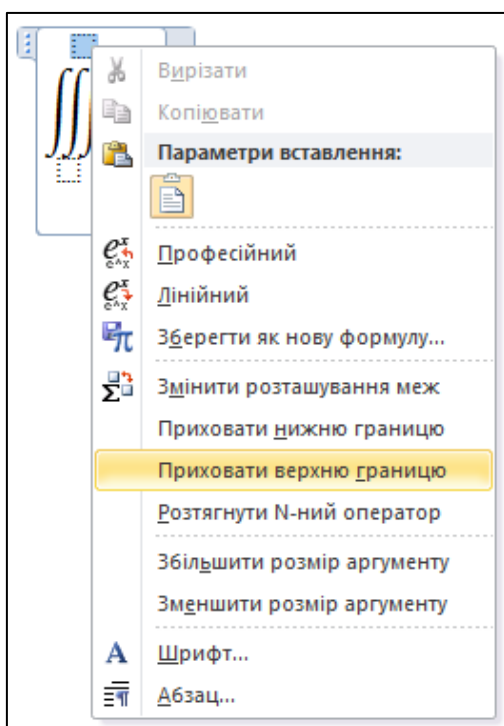 Вирізати
Копіювати
Параметри вставлення:
Професійний
Лінійний
Зберегти як нову формулу...
Змінити розташування меж
Приховати нижню границю
Приховати верхню границю
Розтягнути N-ний оператор
Збільшити розмір аргументу
Зменшити розмір аргументу
Шрифт...
Абзац...